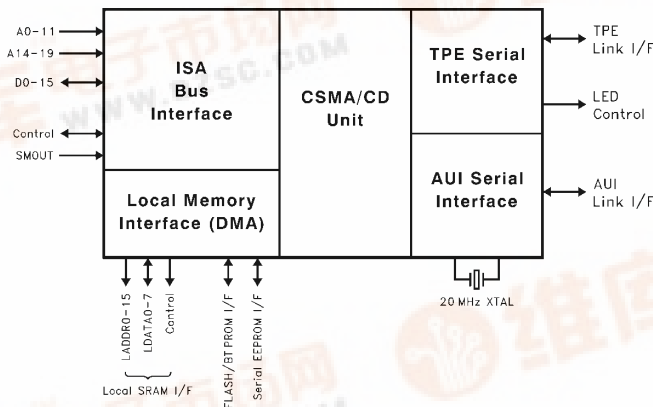 A0-11
A14-19
D0-15
Control
SMOUT
ISA
Bus
Interface
CSMA/CD
Unit
TPE Serial
Interface
TPE
Link I/F
LED
Control
Local Memory
Interface (DMA)
AUI Serial
Interface
AUI
Link I/F
20 MHz XTAL
LADDR0-15
LDATA0-7
Control
FLASH/BTPROM I/F
Serial EEPROM I/F
Local SRAM I/F